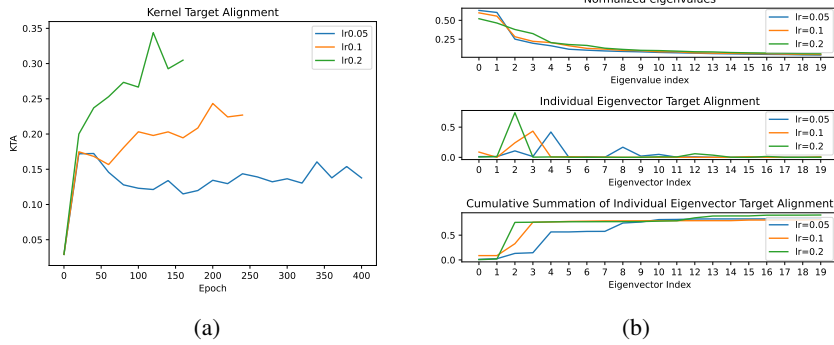 Kernel Target Alignment
lr0.05
lr0.1
lr0.2
0.35
0.30
0.25
0.20
0.15
0.10
0.05
KTA
0 50 100 150 200 250 300 350 400
Epoch
(a)
Normalized Eigenvalues
lr=0.05
lr=0.1
lr=0.2
0.50
0.25
0 1 2 3 4 5 6 7 8 9 10 11 12 13 14 15 16 17 18 19
Eigenvalue index
Individual Eigenvector Target Alignment
lr=0.05
lr=0.1
lr=0.2
0.5
0.0
0 1 2 3 4 5 6 7 8 9 10 11 12 13 14 15 16 17 18 19
Eigenvector Index
Cumulative Summation of Individual Eigenvector Target Alignment
lr=0.05
lr=0.1
lr=0.2
0.5
0.0
0 1 2 3 4 5 6 7 8 9 10 11 12 13 14 15 16 17 18 19
Eigenvector Index
(b)